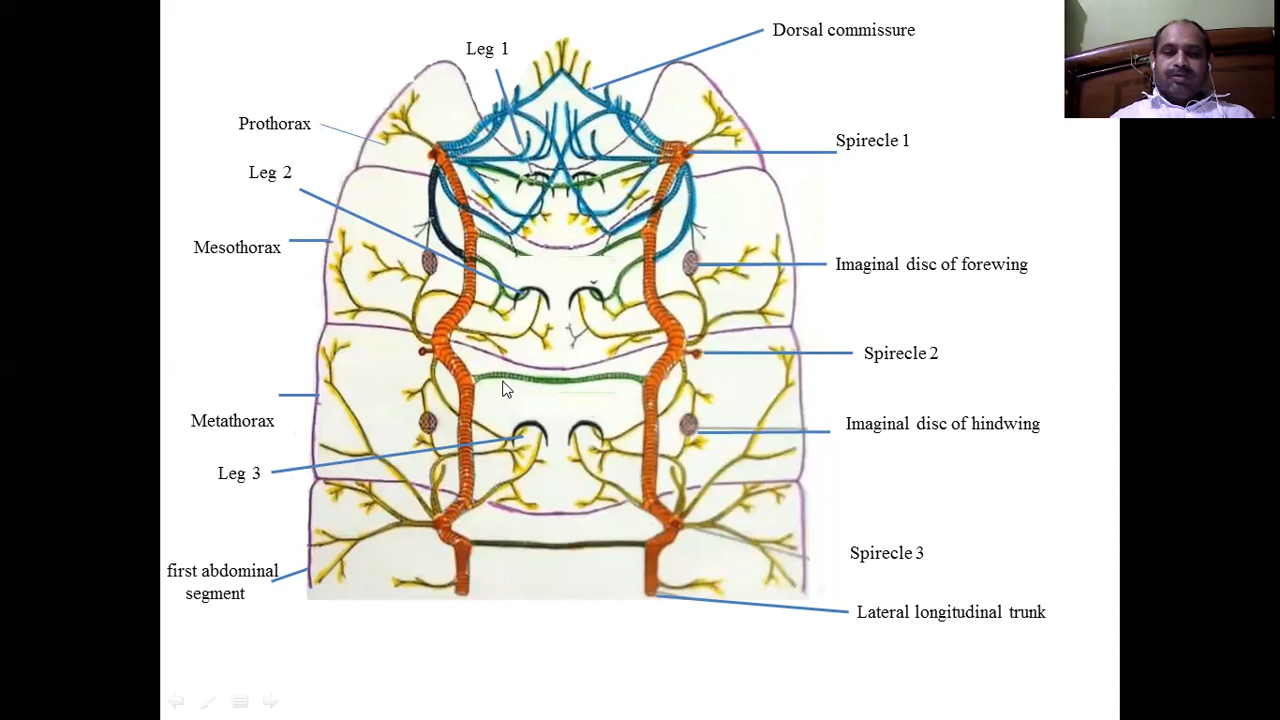 Dorsal commissure
Leg 1
Prothorax
Spirecle 1
Leg 2
Mesothorax
Imaginal disc of forewing
Spirecle 2
Metathorax
Imaginal disc of hindwing
Leg 3
Spirecle 3
first abdominal
segment
Lateral longitudinal trunk